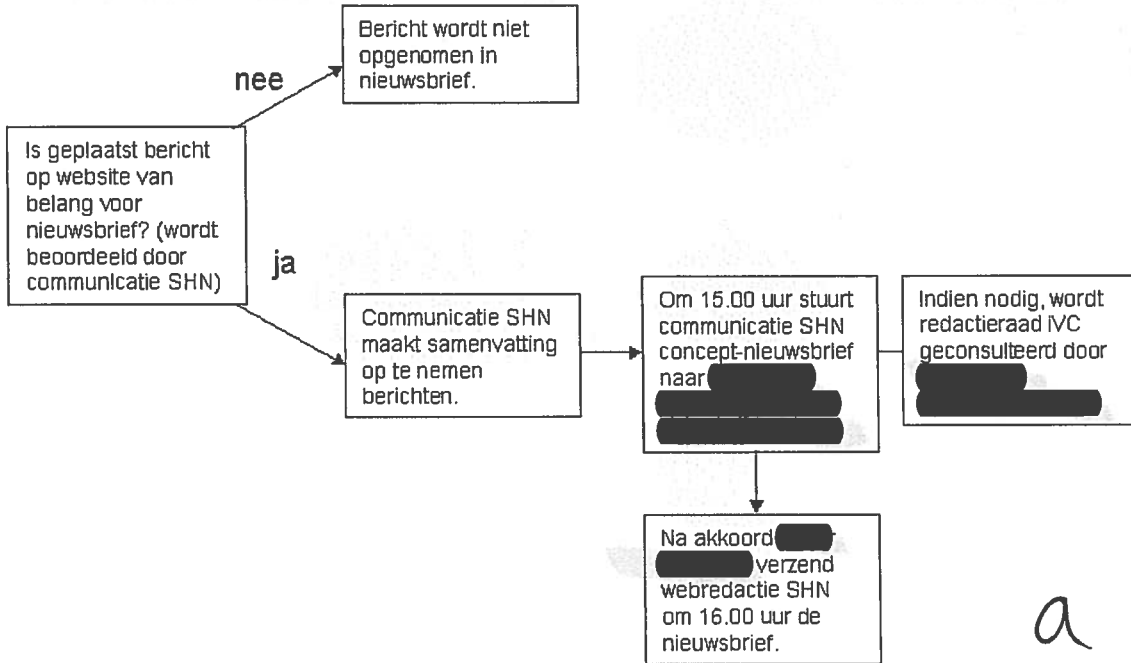 Bericht wordt niet
opgenomen in
nieuwsbrief.
nee
Is geplaatst bericht
op website van
belang voor
nieuwsbrief? (wordt
beoordeeld door
communicatie SHN)
ja
Communicatie SHN
maakt samenvatting
op te nemen
berichten.
Om 15.00 uur stuurt
communicatie SHN
concept-nieuwsbrief
naar
Indien nodig, wordt
redactieraad iVC
geconsulteerd door
Na akkoord
verzend
webredactie SHN
om 16.00 uur de
nieuwsbrief.
a